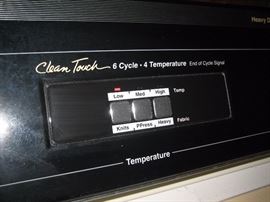 Heavy
Clean Touch 6 Cycle - 4 Temperature End of Cycle Signal
Low Med High Temp
Knits PPress Heavy Fabric
Temperature